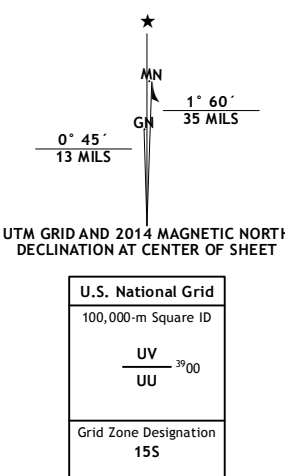 ★
MN
GN
1° 60´
35 MILS
0° 45´
13 MILS
UTM GRID AND 2014 MAGNETIC NORTH
DECLINATION AT CENTER OF SHEET
U.S. National Grid
100,000-m Square ID
UV
3900
UU
Grid Zone Designation
15S